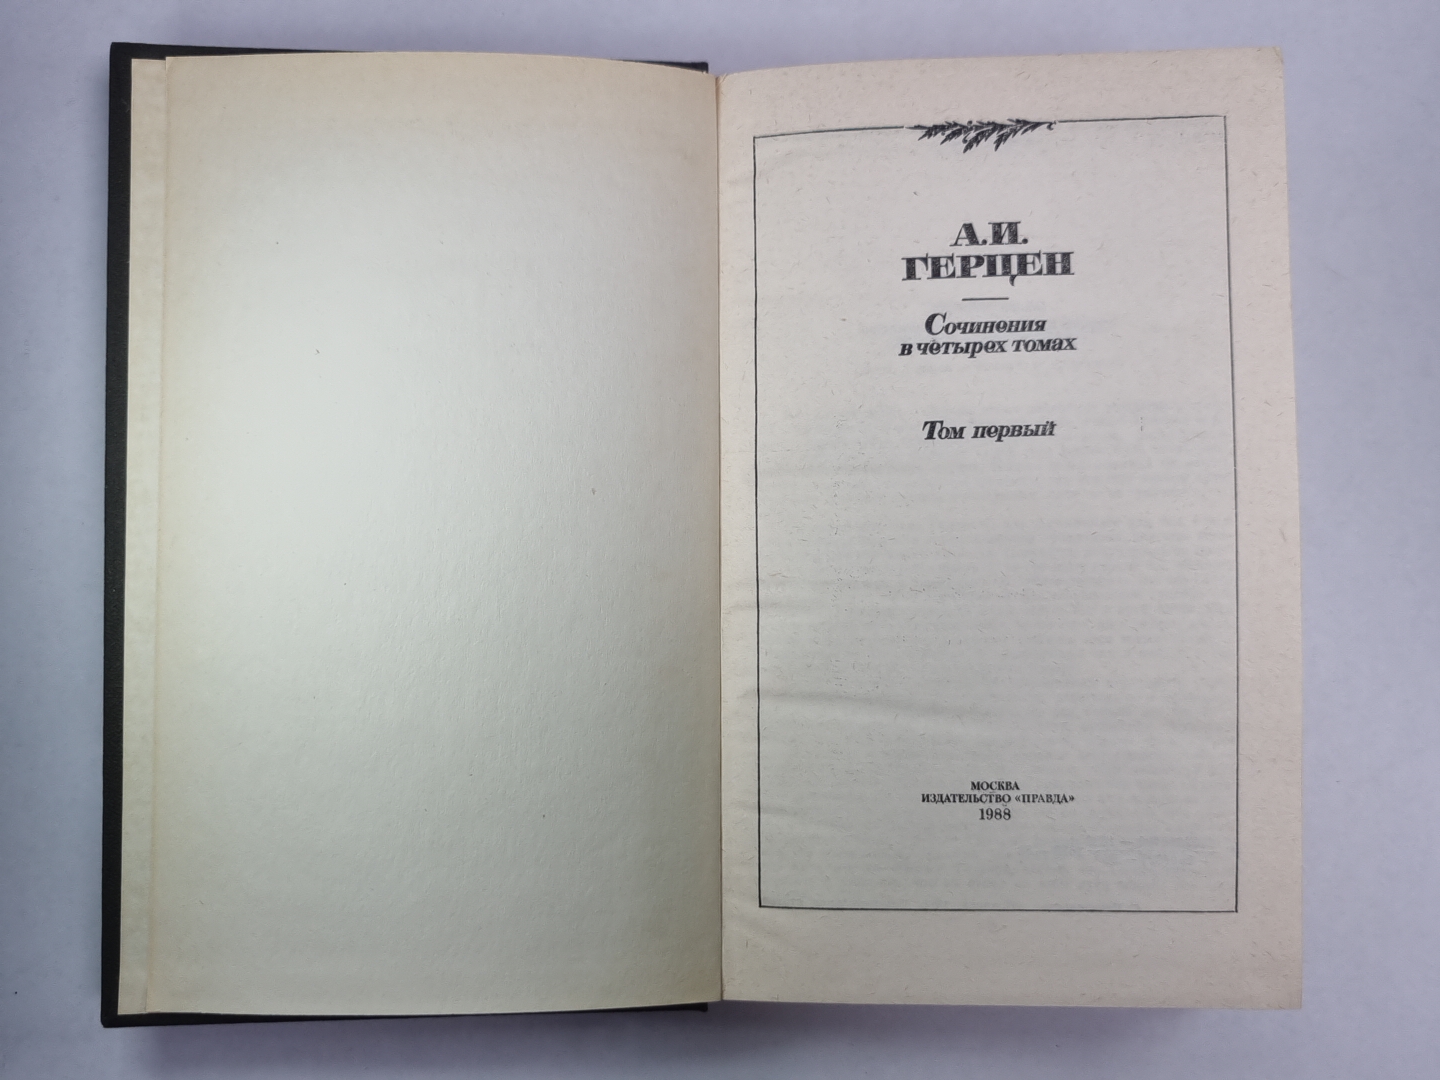 А.И.
ГЕРЦЕН
Сочинения
в четырех томах
Том первый
МОСКВА
ИЗДАТЕЛЬСТВО «ПРАВДА»
1988